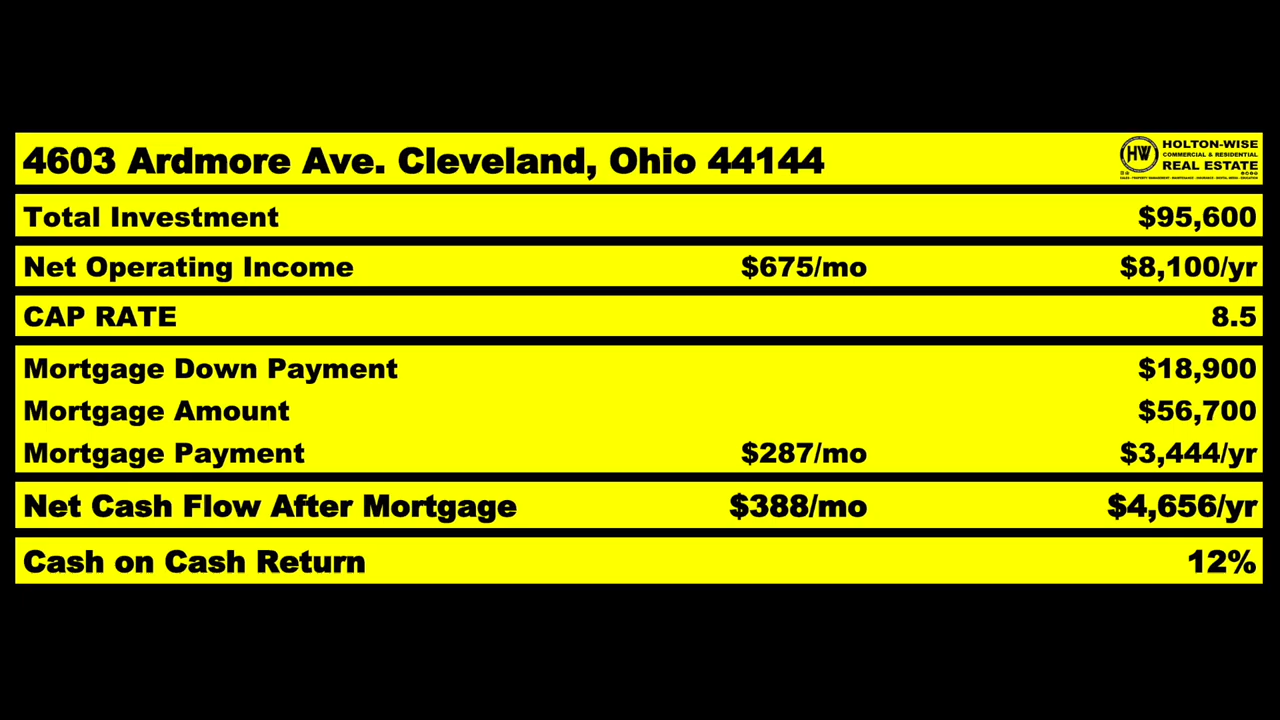 4603 Ardmore Ave. Cleveland, Ohio 44144
HW
HOLTON-WISE
COMMERCIAL & RESIDENTIAL
REAL ESTATE
Total Investment $95,600
Net Operating Income $675/mo $8,100/yr
CAP RATE 8.5
Mortgage Down Payment $18,900
Mortgage Amount $56,700
Mortgage Payment $287/mo $3,444/yr
Net Cash Flow After Mortgage $388/mo $4,656/yr
Cash on Cash Return 12%